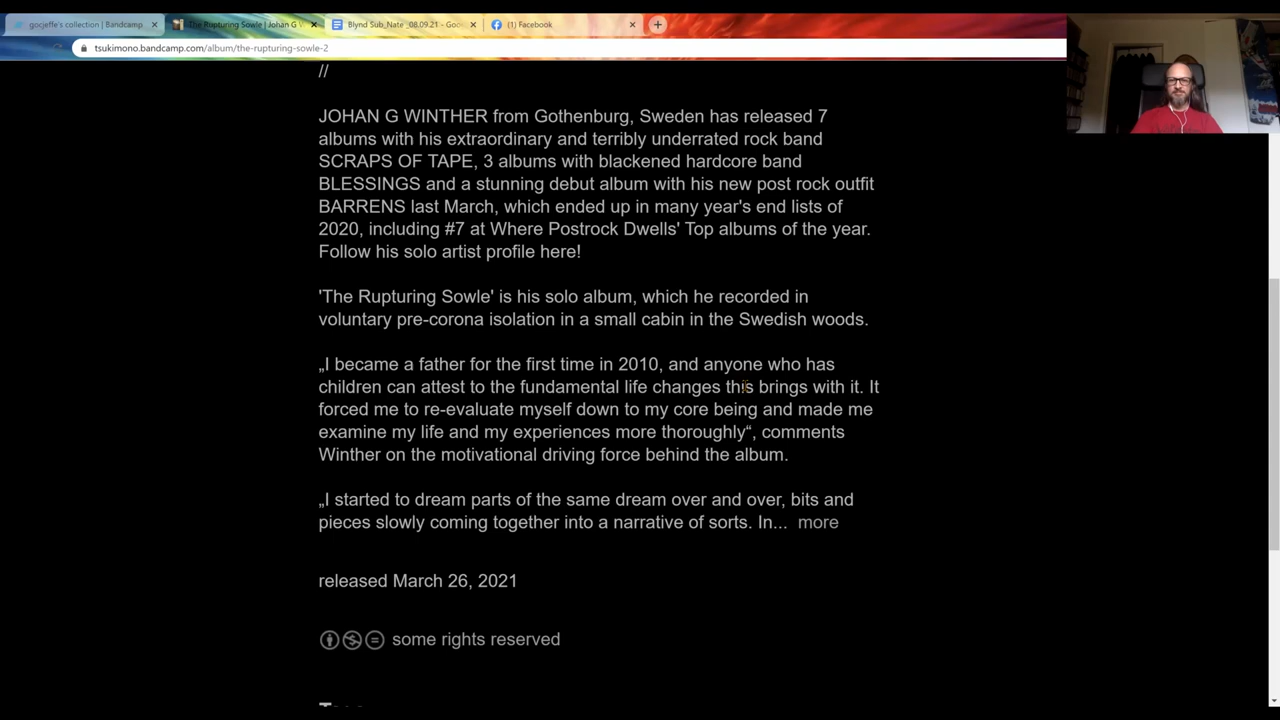 gocjeffe's collection | Bandcamp
The Rupturing Sowle | Johan G W
Blynd Sub_Nate _08.09.21 - Goo
(1) Facebook
tsukimono.bandcamp.com/album/the-rupturing-sowle-2
//
JOHAN G WINTHER from Gothenburg, Sweden has released 7
albums with his extraordinary and terribly underrated rock band
SCRAPS OF TAPE, 3 albums with blackened hardcore band
BLESSINGS and a stunning debut album with his new post rock outfit
BARRENS last March, which ended up in many year's end lists of
2020, including #7 at Where Postrock Dwells' Top albums of the year.
Follow his solo artist profile here!
'The Rupturing Sowle' is his solo album, which he recorded in
voluntary pre-corona isolation in a small cabin in the Swedish woods.
„I became a father for the first time in 2010, and anyone who has
children can attest to the fundamental life changes this brings with it. It
forced me to re-evaluate myself down to my core being and made me
examine my life and my experiences more thoroughly“, comments
Winther on the motivational driving force behind the album.
„I started to dream parts of the same dream over and over, bits and
pieces slowly coming together into a narrative of sorts. In... more
released March 26, 2021
some rights reserved